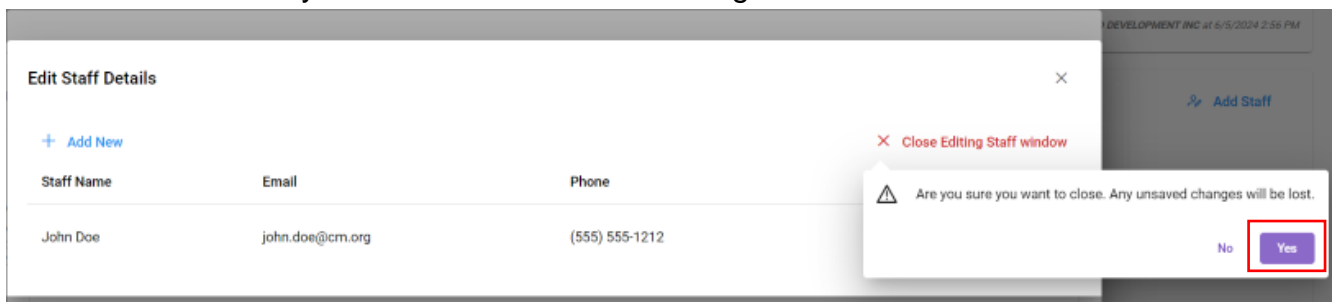 DEVELOPMENT INC at 6/5/2024 2:56 PM
Edit Staff Details
Add Staff
+ Add New
× Close Editing Staff window
Staff Name Email Phone
Are you sure you want to close. Any unsaved changes will be lost.
John Doe john.doe@cm.org (555) 555-1212
No Yes